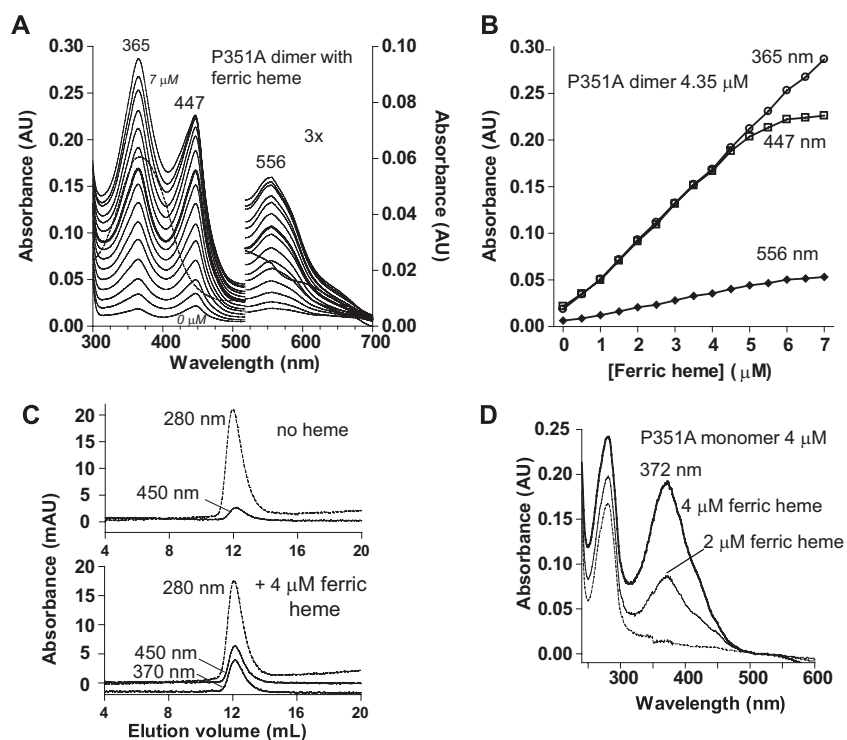 A
365
P351A dimer with
ferric heme
7 µM
447
3x
556
0 µM
Absorbance (AU)
0.30
0.25
0.20
0.15
0.10
0.05
0.00
0.10
0.08
0.06
0.04
0.02
0.00
Absorbance (AU)
300 400 500 600 700
Wavelength (nm)
B
365 nm
P351A dimer 4.35 µM
447 nm
556 nm
Absorbance (AU)
0.30
0.25
0.20
0.15
0.10
0.05
0.00
0 1 2 3 4 5 6 7
[Ferric heme] (µM)
C
280 nm
no heme
450 nm
20
15
10
5
0
4 8 12 16 20
Absorbance (mAU)
280 nm
+ 4 µM ferric
heme
450 nm
370 nm
20
15
10
5
0
4 8 12 16 20
Elution volume (mL)
D
P351A monomer 4 µM
372 nm
4 µM ferric heme
2 µM ferric heme
Absorbance (AU)
0.25
0.20
0.15
0.10
0.05
0.00
300 400 500 600
Wavelength (nm)